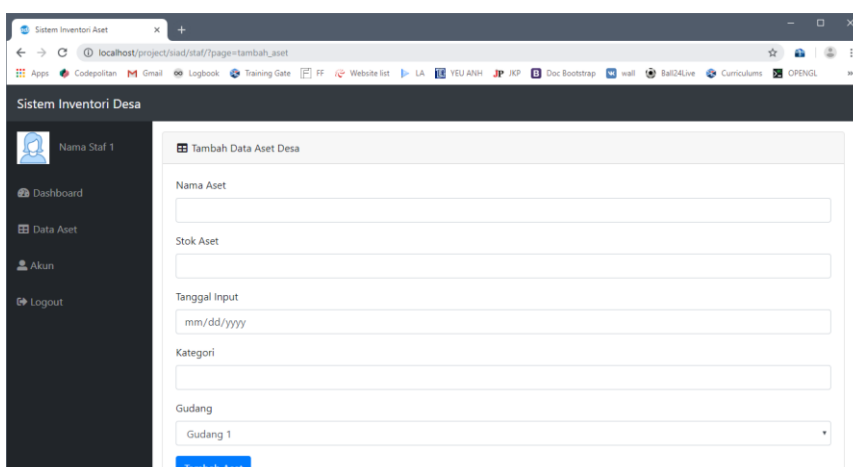 Sistem Inventori Aset
localhost/project/siad/staf/?page=tambah_aset
Apps Codepolitan Gmail Logbook Training Gate FF Website list LA YEU ANH JKP Doc Bootstrap wall Ball24Live Curriculums OPENGL
Sistem Inventori Desa
Nama Staf 1
Tambah Data Aset Desa
Dashboard
Nama Aset
Data Aset
Stok Aset
Akun
Tanggal Input
Logout
mm/dd/yyyy
Kategori
Gudang
Gudang 1
Tambah Aset